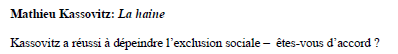 Mathieu Kassovitz: La haine
Kassovitz a réussi à dépeindre l'exclusion sociale – êtes-vous d'accord ?